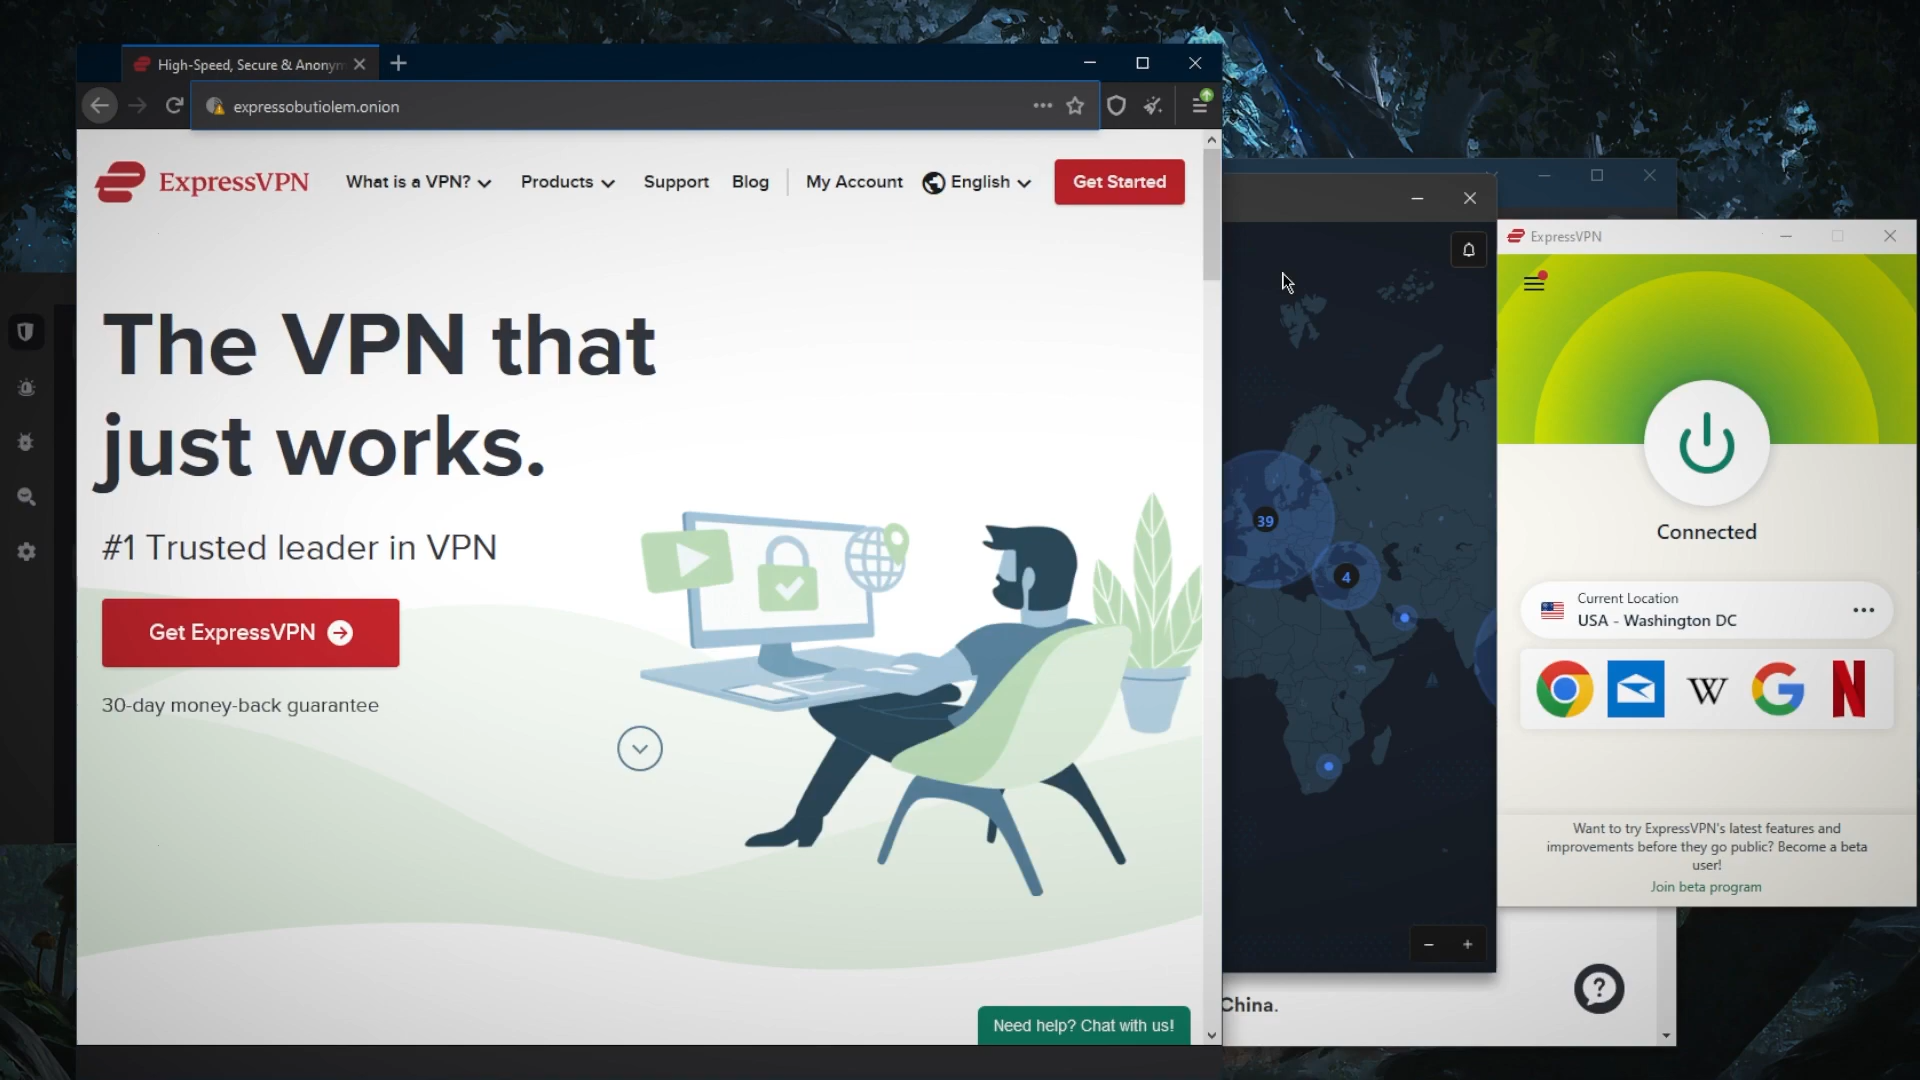 High-Speed, Secure & Anonym
expressobutiolem.onion
ExpressVPN
What is a VPN?
Products
Support
Blog
My Account
English
Get Started
The VPN that
just works.
#1 Trusted leader in VPN
Get ExpressVPN
30-day money-back guarantee
Need help? Chat with us!
39
4
China.
ExpressVPN
Connected
Current Location
USA - Washington DC
W
G
N
Want to try ExpressVPN's latest features and
improvements before they go public? Become a beta
user!
Join beta program